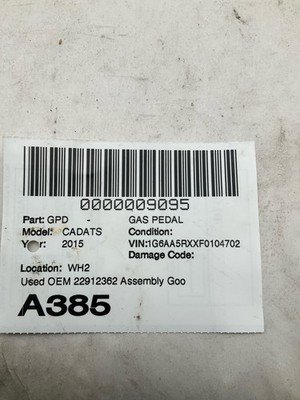 0000009095
Part: GPD - GAS PEDAL
Model: CADATS Condition:
Year: 2015 VIN:1G6AA5RXXF0104702
Damage Code:
Location: WH2
Used OEM 22912362 Assembly Goo
A385